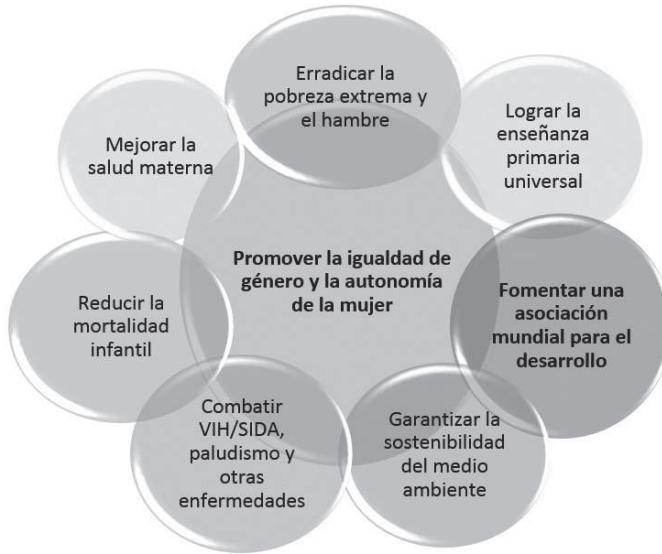 Erradicar la
pobreza extrema y
el hambre
Lograr la
enseñanza
primaria
universal
Mejorar la
salud materna
Promover la igualdad de
género y la autonomía
de la mujer
Fomentar una
asociación
mundial para el
desarrollo
Reducir la
mortalidad
infantil
Combatir
VIH/SIDA,
paludismo y
otras
enfermedades
Garantizar la
sostenibilidad
del medio
ambiente